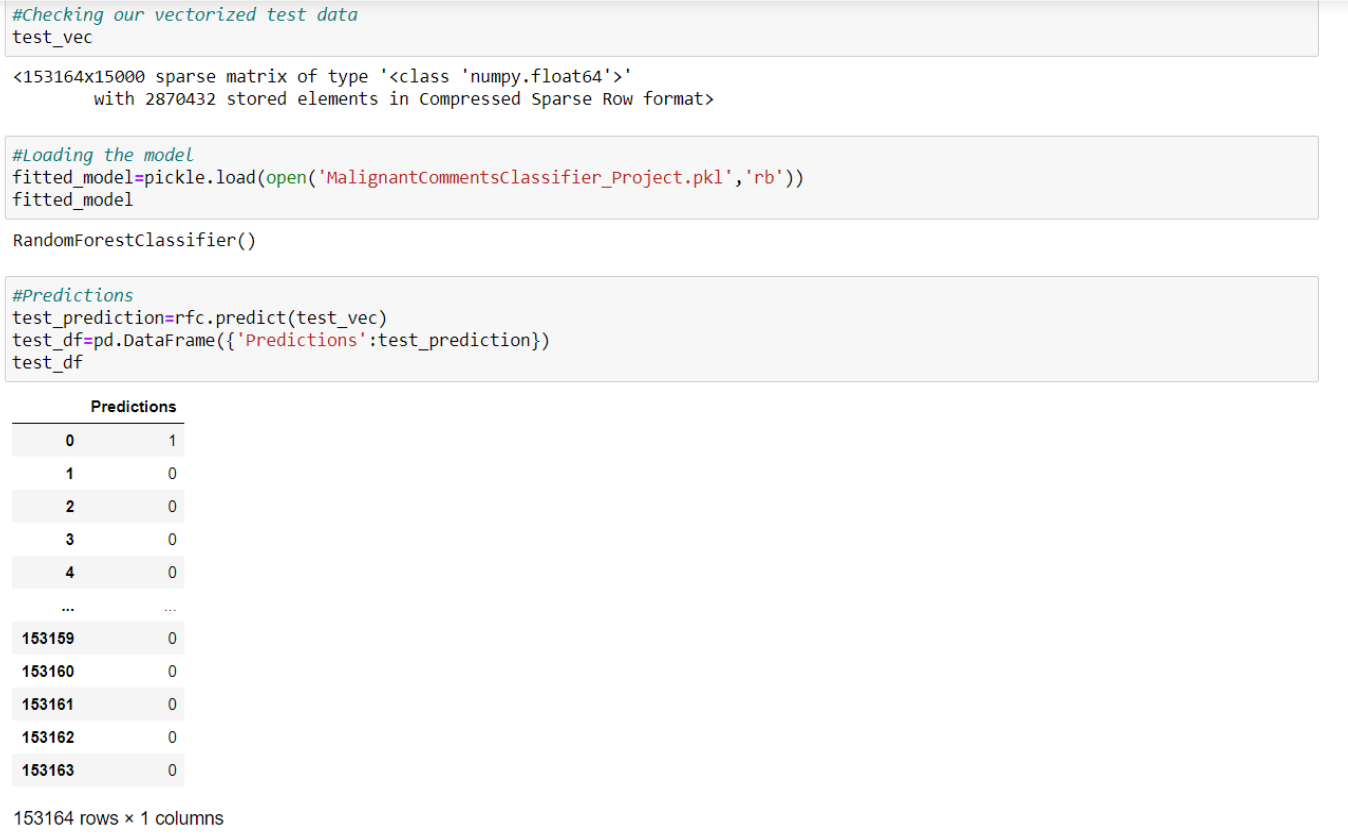 #Checking our vectorized test data
test_vec
<153164x15000 sparse matrix of type '<class 'numpy.float64'>'
with 2870432 stored elements in Compressed Sparse Row format>
#Loading the model
fitted_model=pickle.load(open('MalignantCommentsClassifier_Project.pkl','rb'))
fitted_model
RandomForestClassifier()
#Predictions
test_prediction=rfc.predict(test_vec)
test_df=pd.DataFrame({'Predictions':test_prediction})
test_df
Predictions
0 1
1 0
2 0
3 0
4 0
... ...
153159 0
153160 0
153161 0
153162 0
153163 0
153164 rows × 1 columns